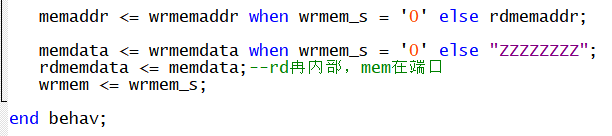 memaddr <= wrmemaddr when wrmem_s = '0' else rdmemaddr;
memdata <= wrmemdata when wrmem_s = '0' else "ZZZZZZZZ";
rdmemdata <= memdata;--rd再内部，mem在端口
wrmem <= wrmem_s;
end behav;